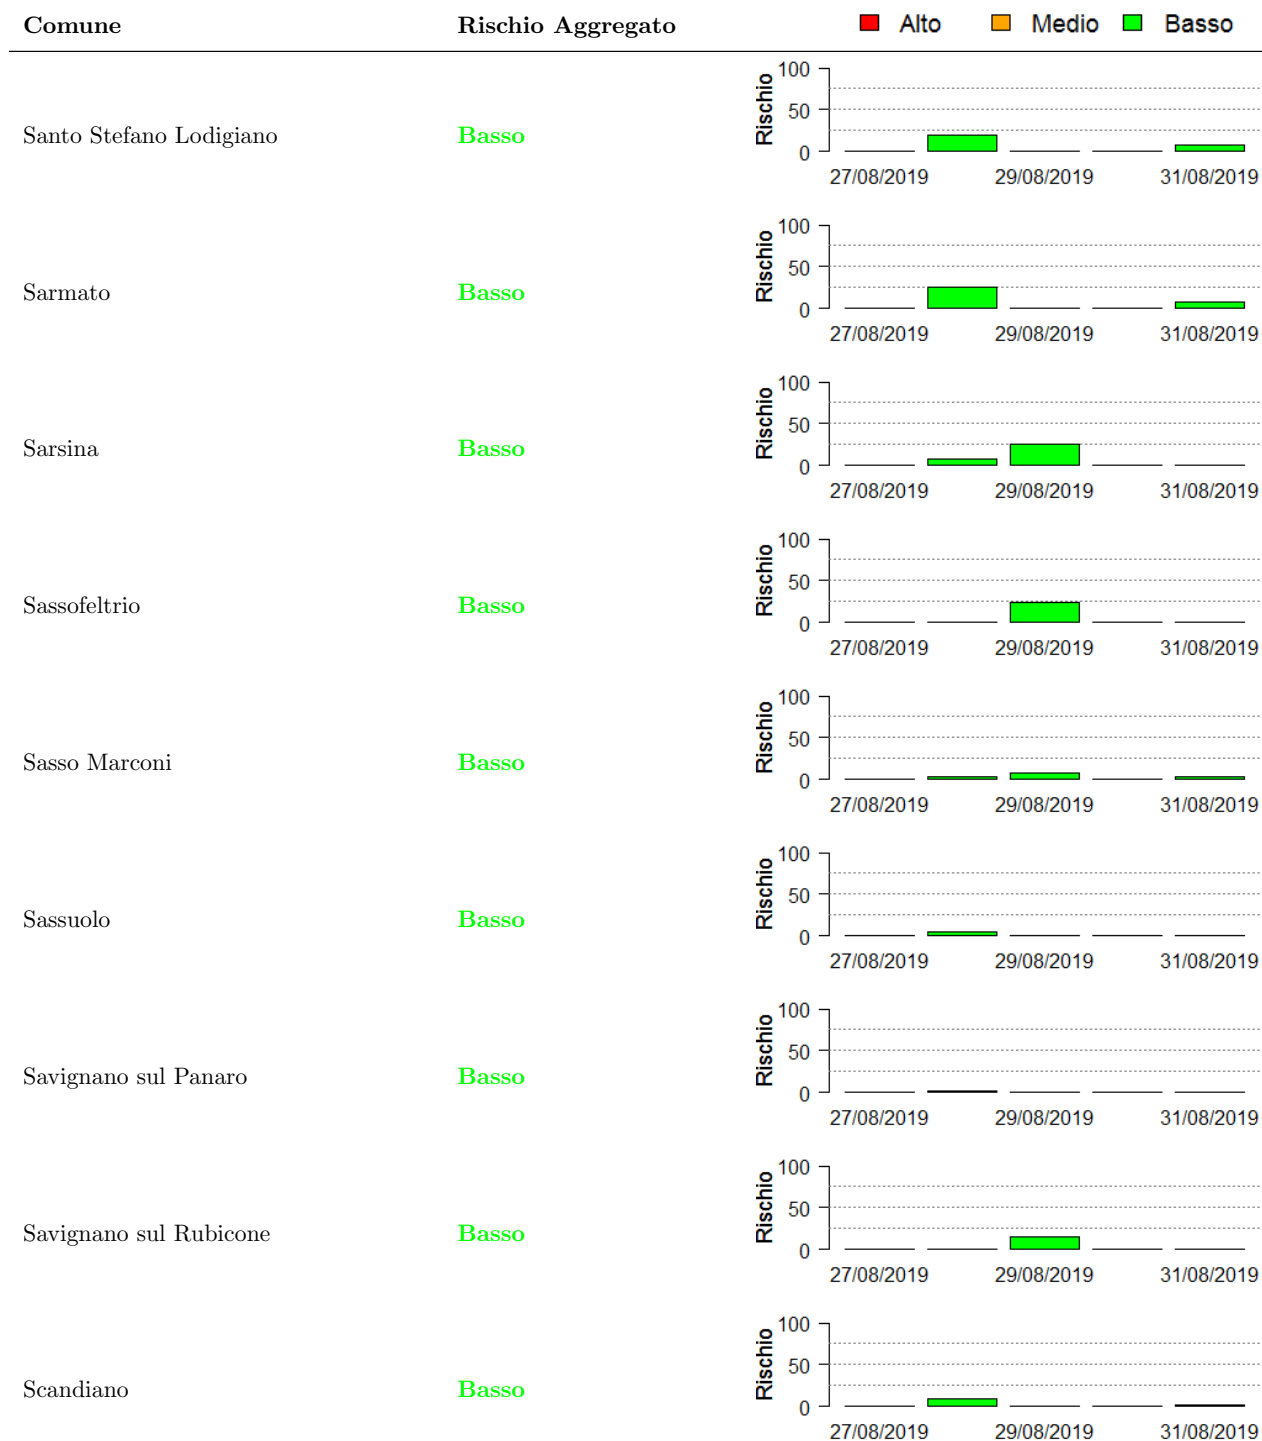 Comune Rischio Aggregato Alto Medio Basso
Santo Stefano Lodigiano Basso Rischio 100 50 0
27/08/2019 29/08/2019 31/08/2019
Sarmato Basso Rischio 100 50 0
27/08/2019 29/08/2019 31/08/2019
Sarsina Basso Rischio 100 50 0
27/08/2019 29/08/2019 31/08/2019
Sassofeltrio Basso Rischio 100 50 0
27/08/2019 29/08/2019 31/08/2019
Sasso Marconi Basso Rischio 100 50 0
27/08/2019 29/08/2019 31/08/2019
Sassuolo Basso Rischio 100 50 0
27/08/2019 29/08/2019 31/08/2019
Savignano sul Panaro Basso Rischio 100 50 0
27/08/2019 29/08/2019 31/08/2019
Savignano sul Rubicone Basso Rischio 100 50 0
27/08/2019 29/08/2019 31/08/2019
Scandiano Basso Rischio 100 50 0
27/08/2019 29/08/2019 31/08/2019